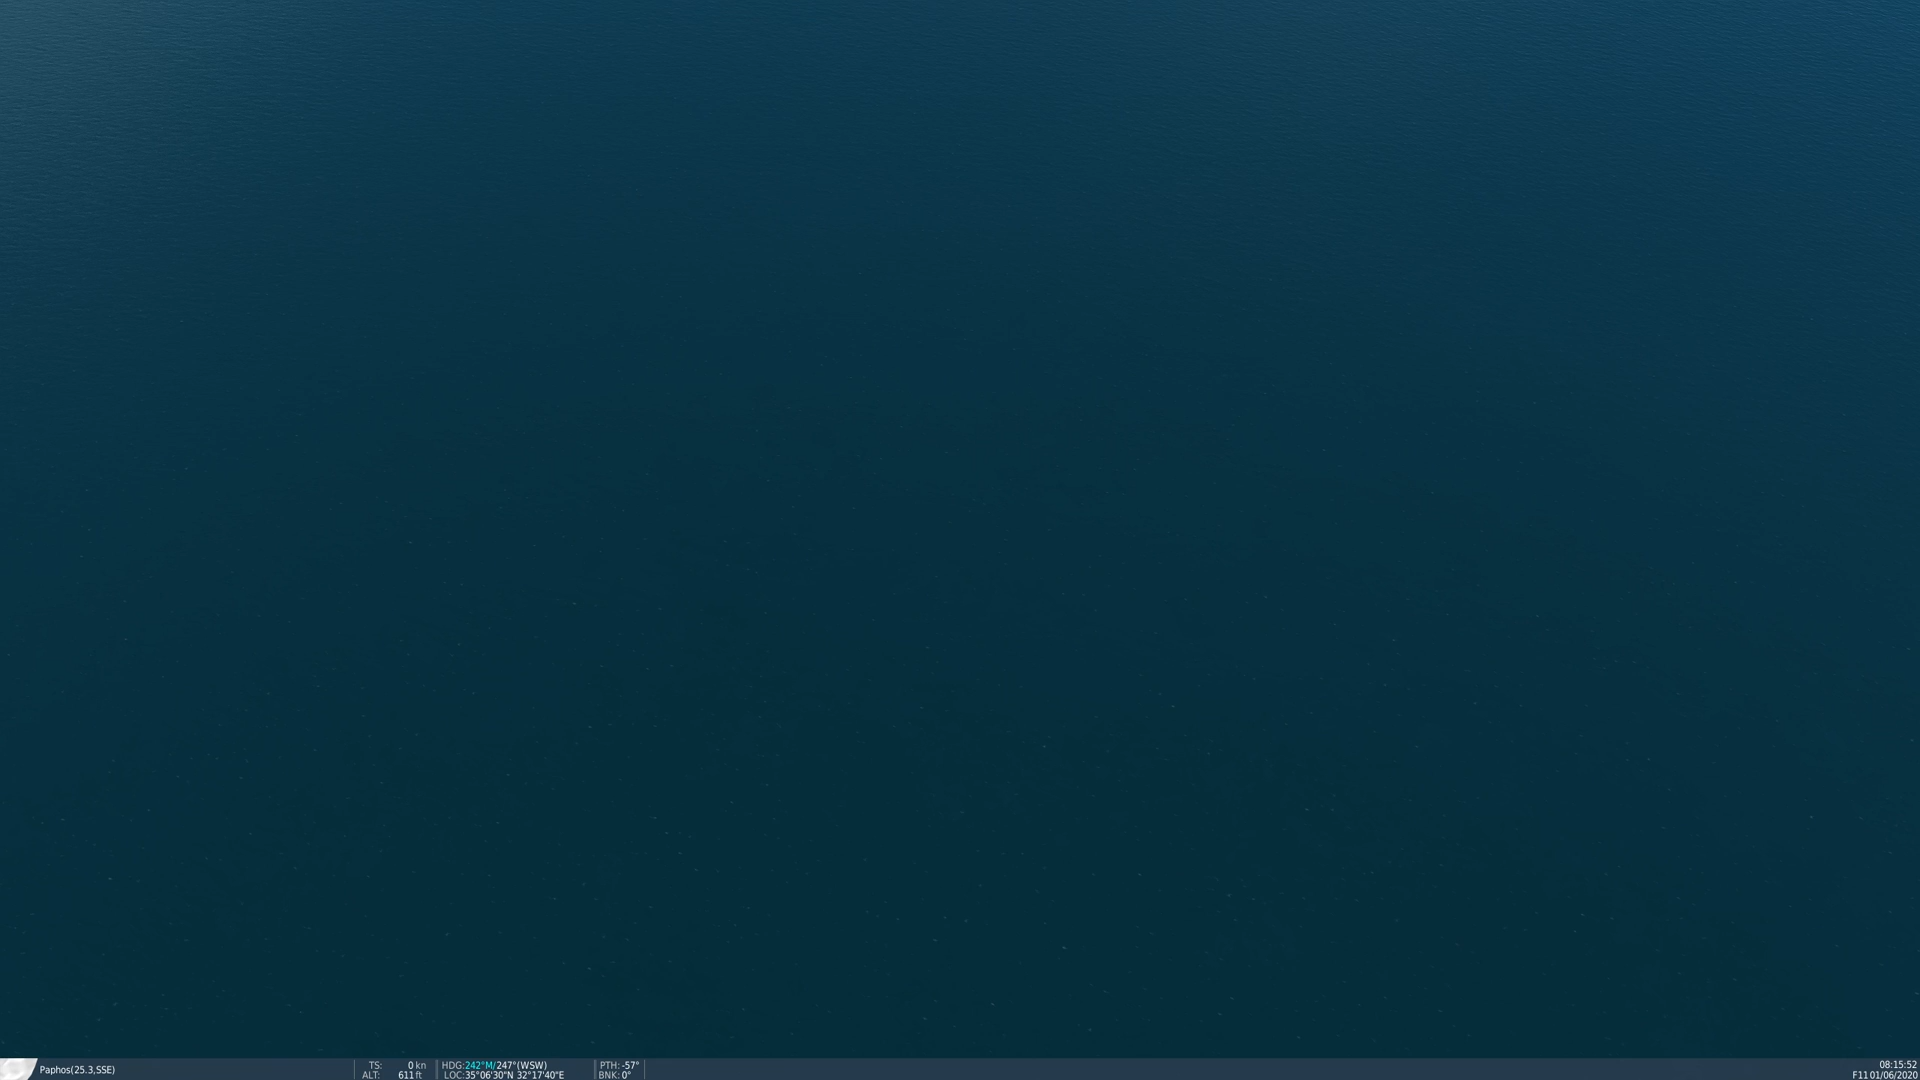 Paphos(25.3,SSE)
TS: 0 kn
ALT: 611 ft
HDG:242°M/247°(WSW)
LOC:35°06'30"N 32°17'40"E
PTH: -57°
BNK: 0°
08:15:52
F11 01/06/2020